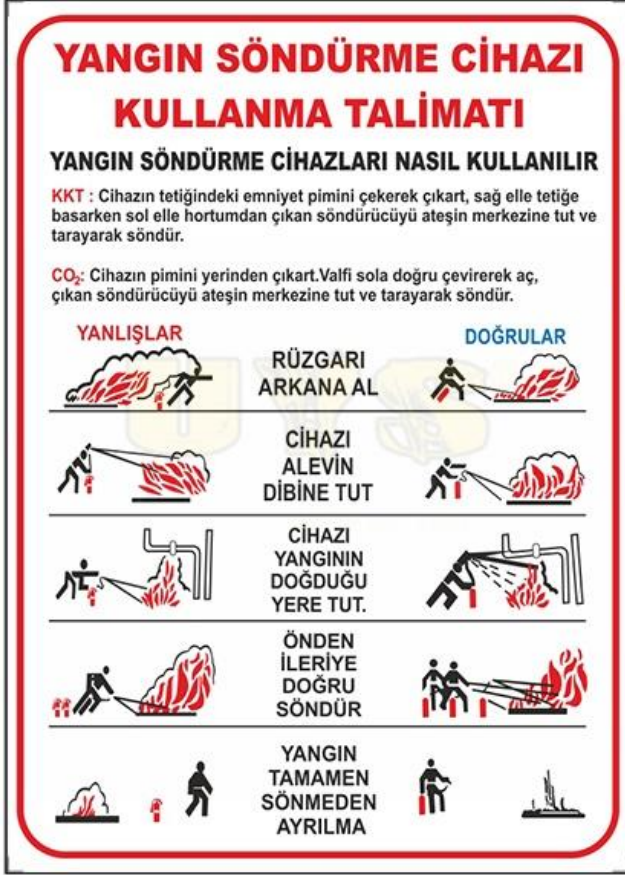 YANGIN SÖNDÜRME CİHAZI
KULLANMA TALİMATI
YANGIN SÖNDÜRME CİHAZLARI NASIL KULLANILIR
KKT : Cihazın tetiğindeki emniyet pimini çekerek çıkart, sağ elle tetiğe
basarken sol elle hortumdan çıkan söndürücüyü ateşin merkezine tut ve
tarayarak söndür.
CO₂: Cihazın pimini yerinden çıkart.Valfi sola doğru çevirerek aç,
çıkan söndürücüyü ateşin merkezine tut ve tarayarak söndür.
YANLIŞLAR
DOĞRULAR
RÜZGARI
ARKANA AL
CİHAZI
ALEVİN
DİBİNE TUT
CİHAZI
YANGININ
DOĞDUĞU
YERE TUT.
ÖNDEN
İLERİYE
DOĞRU
SÖNDÜR
YANGIN
TAMAMEN
SÖNMEDEN
AYRILMA
UYS